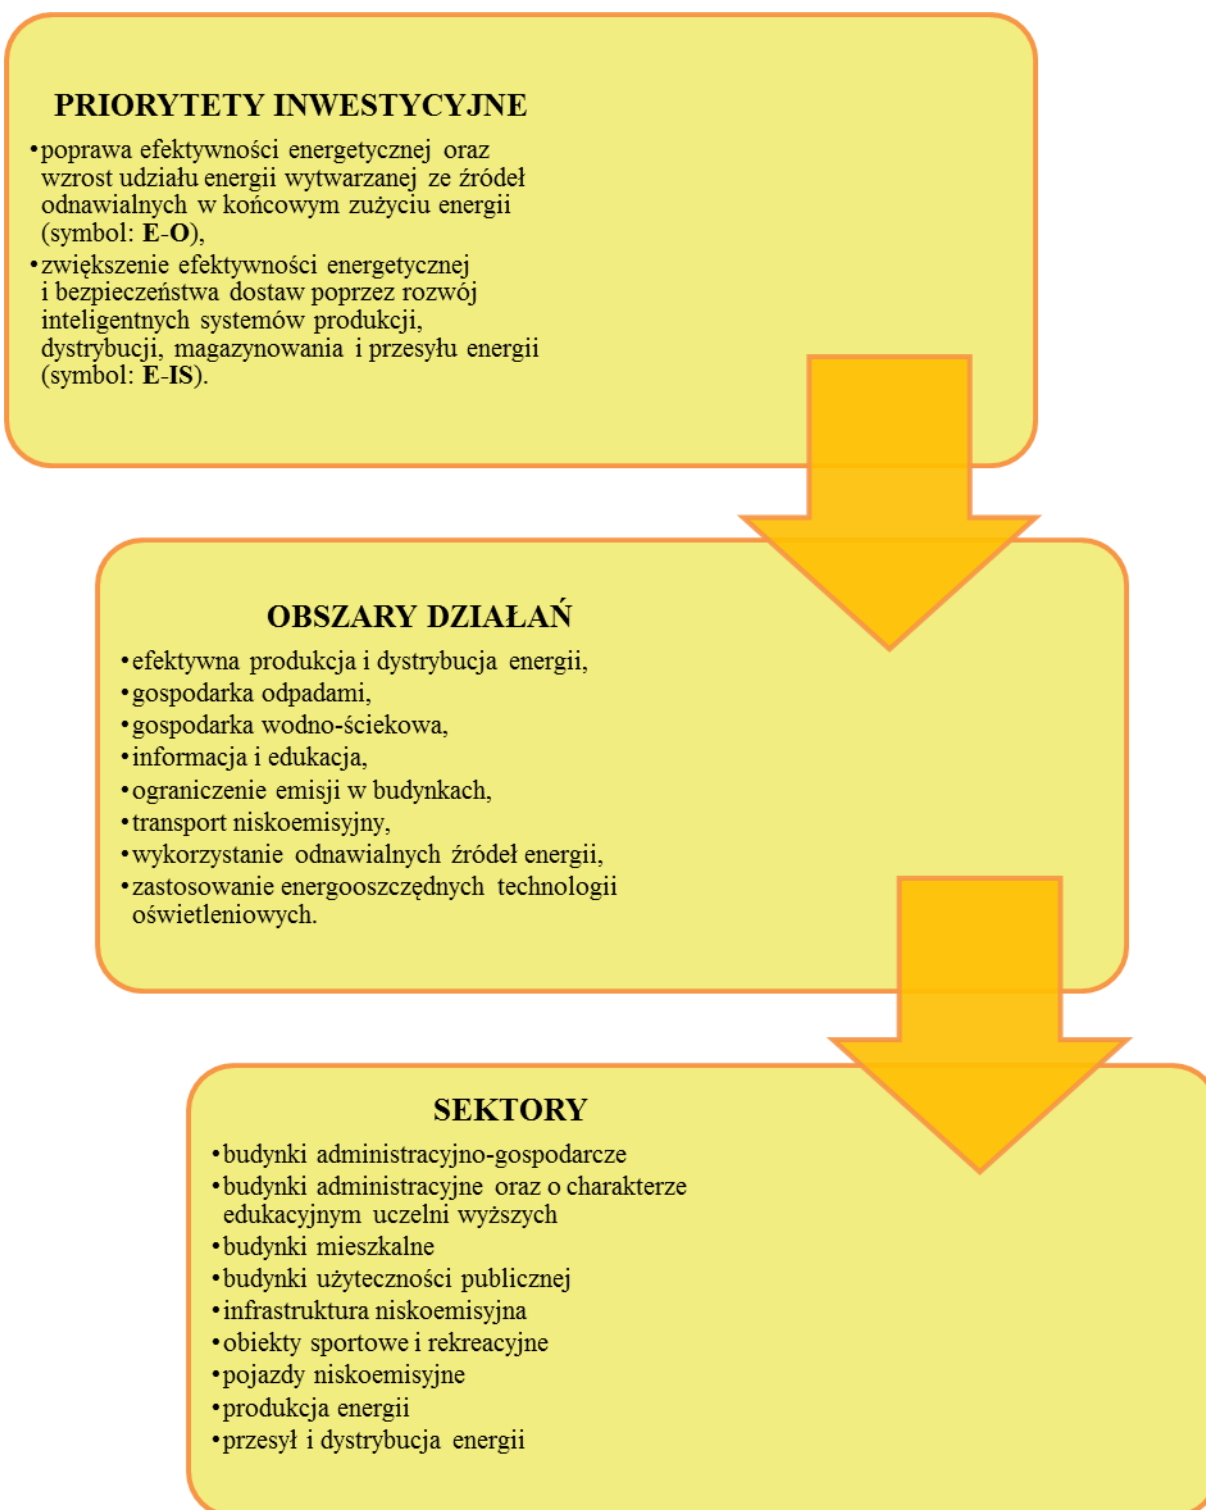 PRIORYTETY INWESTYCYJNE
•poprawa efektywności energetycznej oraz
wzrost udziału energii wytwarzanej ze źródeł
odnawialnych w końcowym zużyciu energii
(symbol: E-O),
•zwiększenie efektywności energetycznej
i bezpieczeństwa dostaw poprzez rozwój
inteligentnych systemów produkcji,
dystrybucji, magazynowania i przesyłu energii
(symbol: E-IS).
OBSZARY DZIAŁAŃ
•efektywna produkcja i dystrybucja energii,
•gospodarka odpadami,
•gospodarka wodno-ściekowa,
•informacja i edukacja,
•ograniczenie emisji w budynkach,
•transport niskoemisyjny,
•wykorzystanie odnawialnych źródeł energii,
•zastosowanie energooszczędnych technologii
oświetleniowych.
SEKTORY
•budynki administracyjno-gospodarcze
•budynki administracyjne oraz o charakterze
edukacyjnym uczelni wyższych
•budynki mieszkalne
•budynki użyteczności publicznej
•infrastruktura niskoemisyjna
•obiekty sportowe i rekreacyjne
•pojazdy niskoemisyjne
•produkcja energii
•przesył i dystrybucja energii